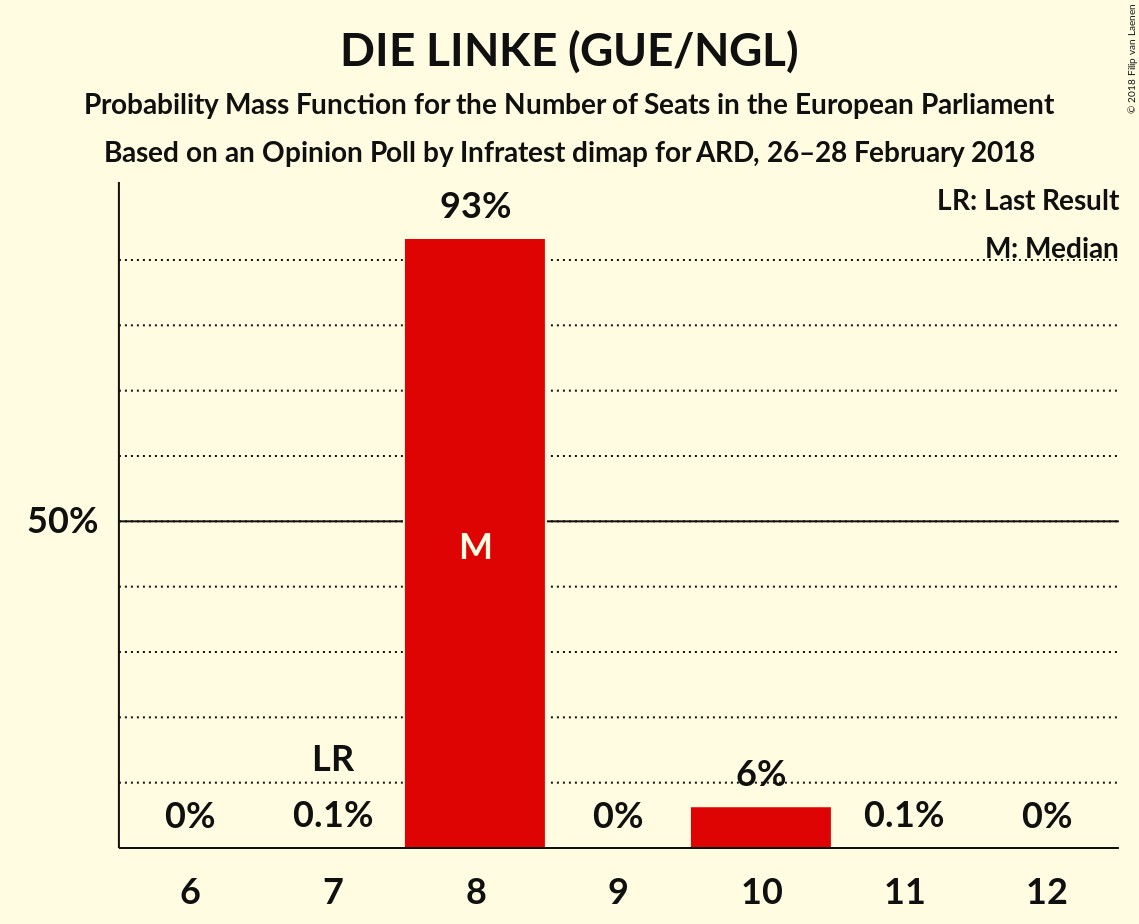 DIE LINKE (GUE/NGL)
Probability Mass Function for the Number of Seats in the European Parliament
Based on an Opinion Poll by Infratest dimap for ARD, 26–28 February 2018
© 2018 Filip van Laenen
LR: Last Result
M: Median
93%
50%
M
LR
6%
0%
0.1%
0%
0.1%
0%
6 7 8 9 10 11 12